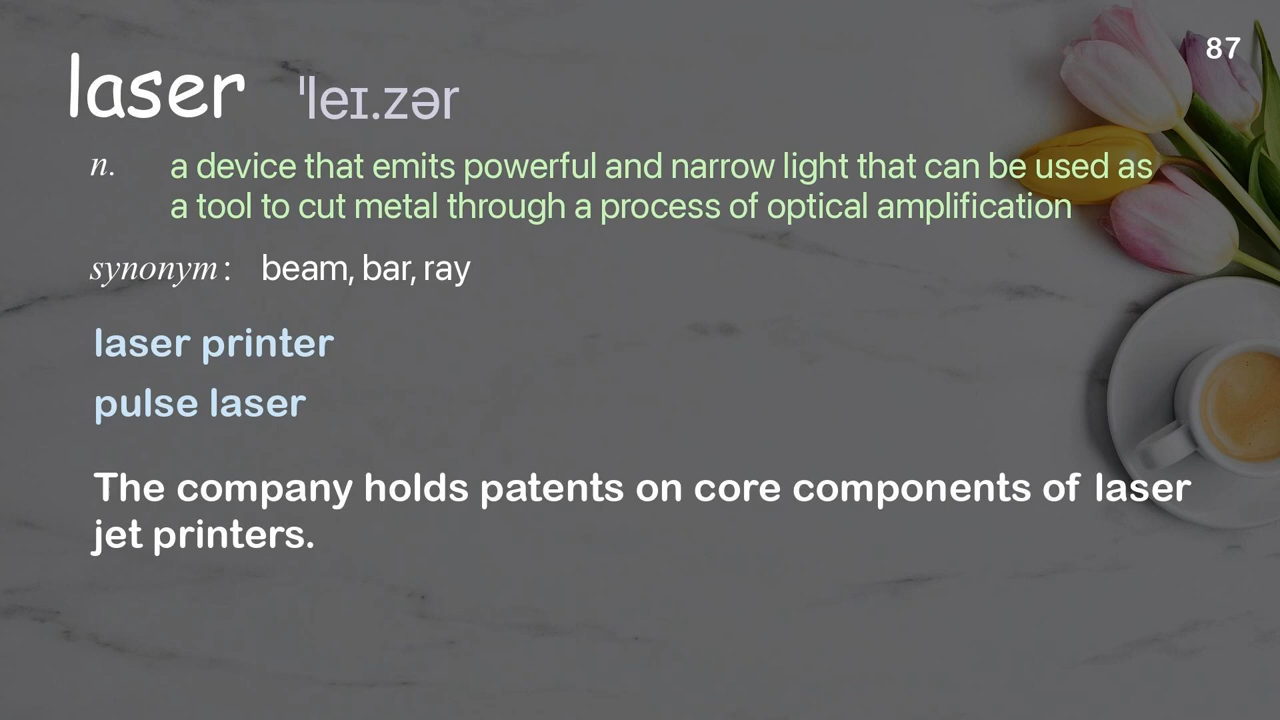 87
laser ˈleɪ.zər
n. a device that emits powerful and narrow light that can be used as
a tool to cut metal through a process of optical amplification
synonym: beam, bar, ray
laser printer
pulse laser
The company holds patents on core components of laser
jet printers.